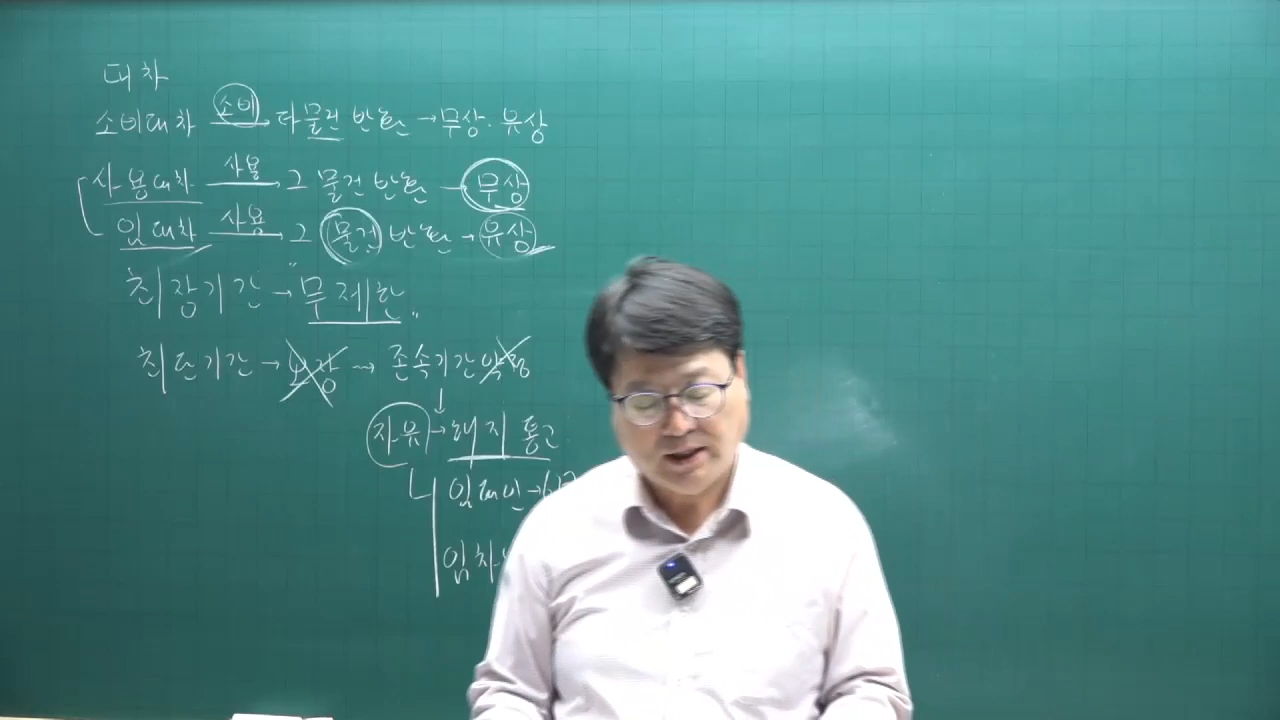 대차
소비대차 소비→ 타물건 반환 → 무상·유상
사용대차 사용→ 그 물건 반환 — 무상
임대차 사용→ 그 물건 반환 → 유상
최장기간 → "무제한"
최단기간 → 보장 → 존속기간 약정
자유 → 해지통고
임대인 → 6
임차